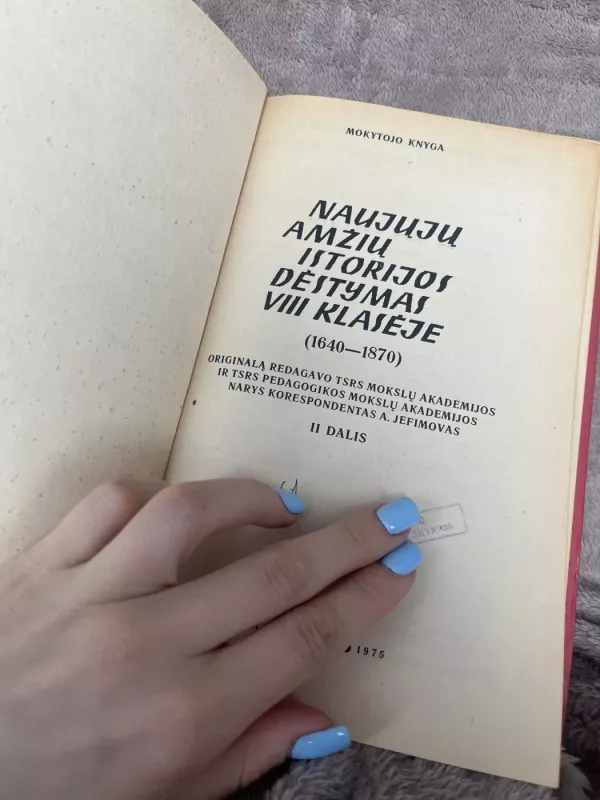 MOKYTOJO KNYGA
NAUJŲJŲ
AMŽIŲ
ISTORIJOS
DĖSTYMAS
VIII KLASĖJE
(1640—1870)
ORIGINALĄ REDAGAVO TSRS MOKSLŲ AKADEMIJOS
IR TSRS PEDAGOGIKOS MOKSLŲ AKADEMIJOS
NARYS KORESPONDENTAS A. JEFIMOVAS
II DALIS
1975